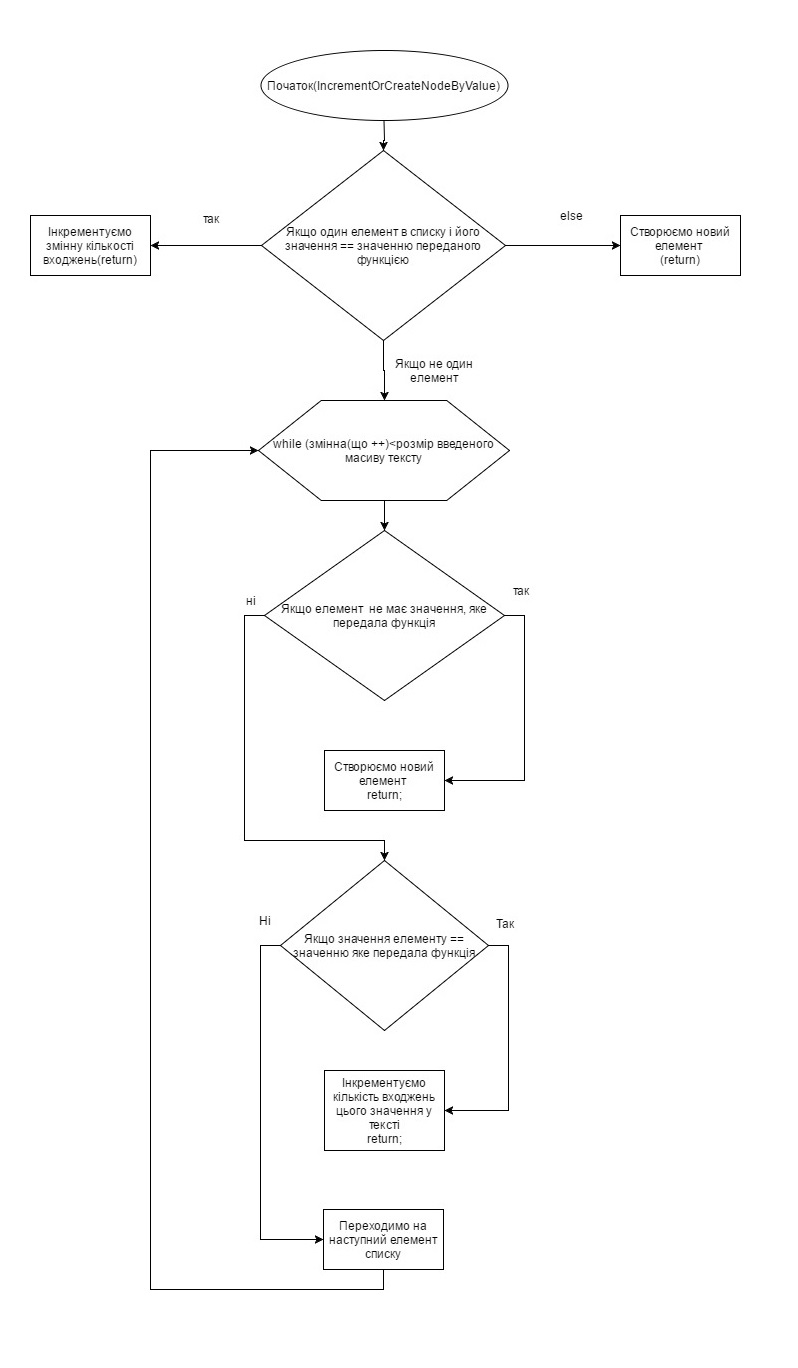 Початок(IncrementOrCreateNodeByValue)
так
else
Інкрементуємо
змінну кількості
входжень(return)
Якщо один елемент в списку і його
значення == значенню переданого
функцією
Створюємо новий
елемент
(return)
Якщо не один
елемент
while (змінна(що ++)<розмір введеного
масиву тексту
ні
так
Якщо елемент не має значення, яке
передала функція
Створюємо новий
елемент
return;
Ні
Так
Якщо значення елементу ==
значенню яке передала функція
Інкрементуємо
кількість входжень
цього значення у
тексті
return;
Переходимо на
наступний елемент
списку